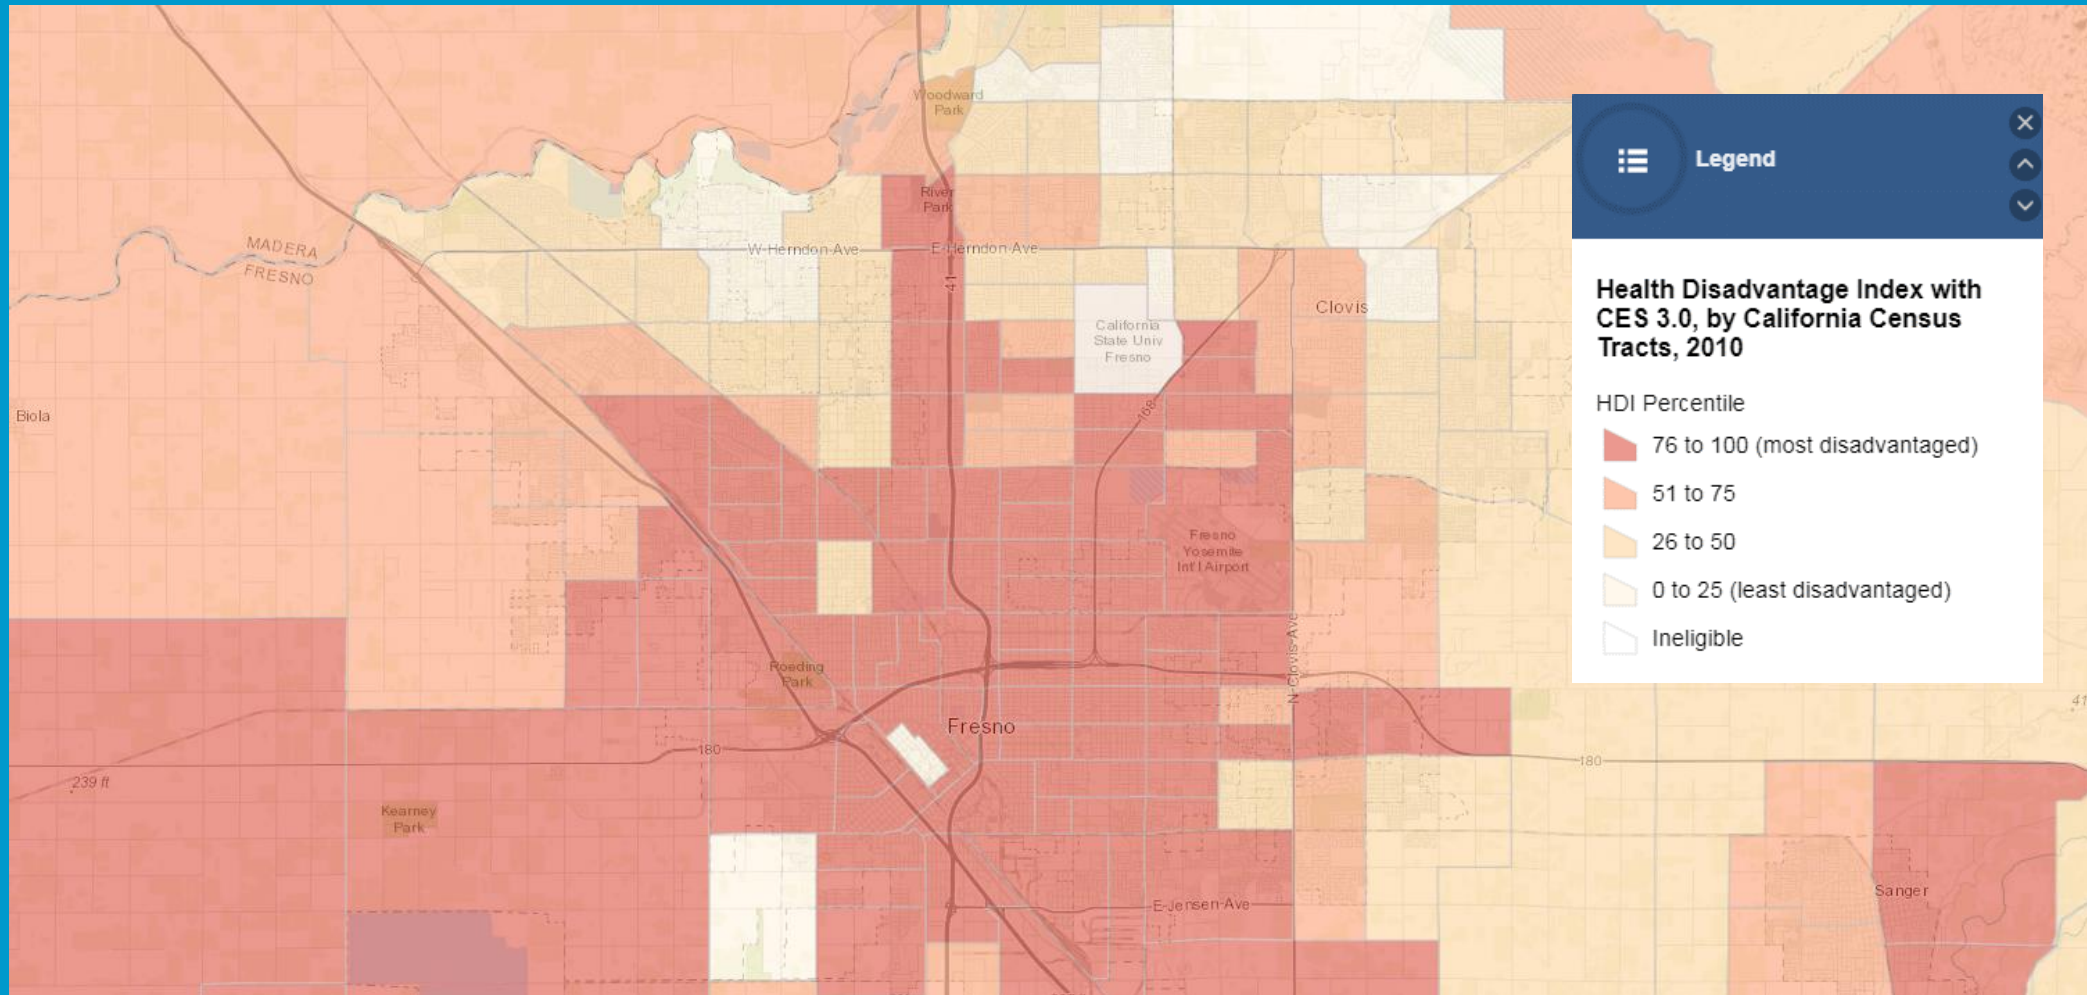 Woodward
Park
River
Park
MADERA
FRESNO
W-Herndon-Ave
E-Herndon-Ave
41
Clovis
California
State Univ
Fresno
168
Biola
Fresno
Yosemite
Int'l Airport
N-Clovis-Ave
Roeding
Park
Fresno
180
180
239 ft
Kearney
Park
E-Jensen-Ave
Sanger
41
Legend
Health Disadvantage Index with
CES 3.0, by California Census
Tracts, 2010
HDI Percentile
76 to 100 (most disadvantaged)
51 to 75
26 to 50
0 to 25 (least disadvantaged)
Ineligible